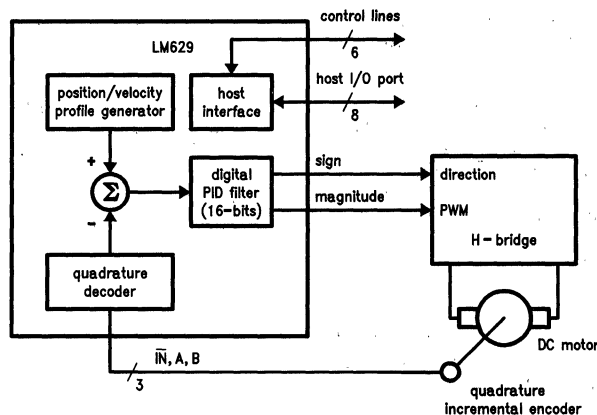 LM629
control lines
6
host I/O port
8
position/velocity
profile generator
host
interface
+
Σ
-
digital
PID filter
(16-bits)
sign
magnitude
direction
PWM
H-bridge
quadrature
decoder
DC motor
I̅N̅, A, B
3
quadrature
incremental encoder